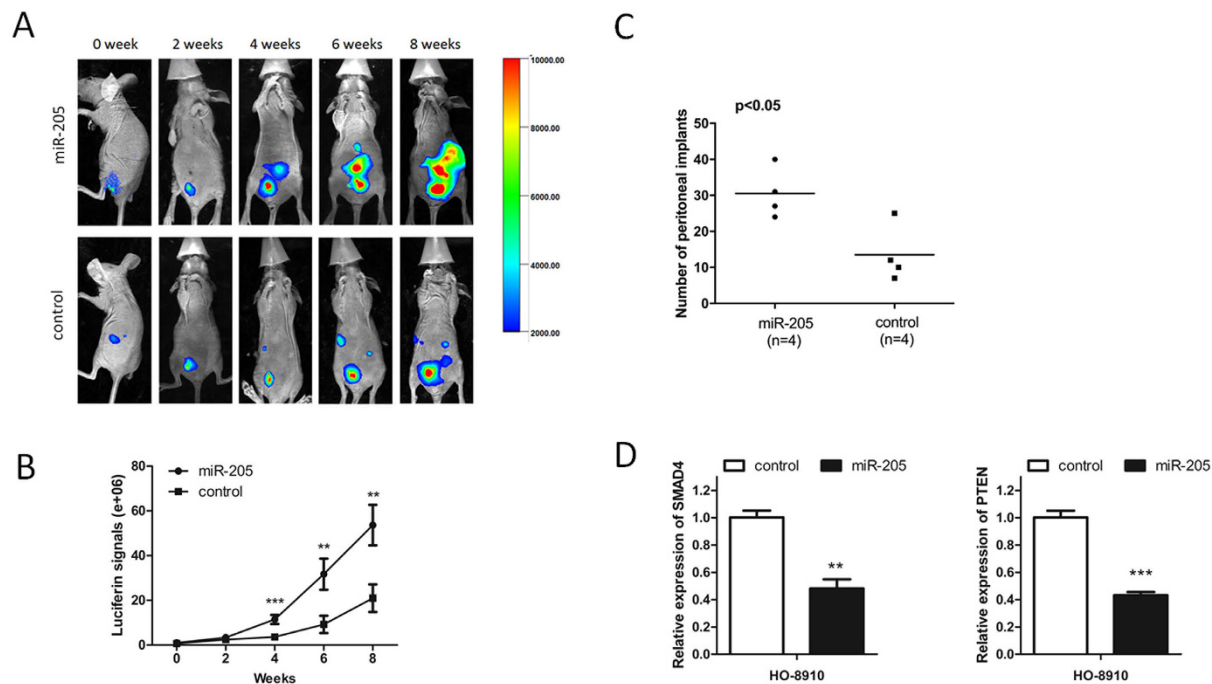 A
0 week 2 weeks 4 weeks 6 weeks 8 weeks
miR-205
control
10000.00
8000.00
6000.00
4000.00
2000.00
B
miR-205
control
Luciferin signals (e+06)
80
60
40
20
0
***
**
**
0 2 4 6 8
Weeks
C
p<0.05
Number of peritoneal implants
50
40
30
20
10
0
miR-205 control
(n=4) (n=4)
D
control miR-205
Relative expression of SMAD4
1.2
1.0
0.8
0.6
0.4
0.2
0.0
**
HO-8910
control miR-205
Relative expression of PTEN
1.2
1.0
0.8
0.6
0.4
0.2
0.0
***
HO-8910